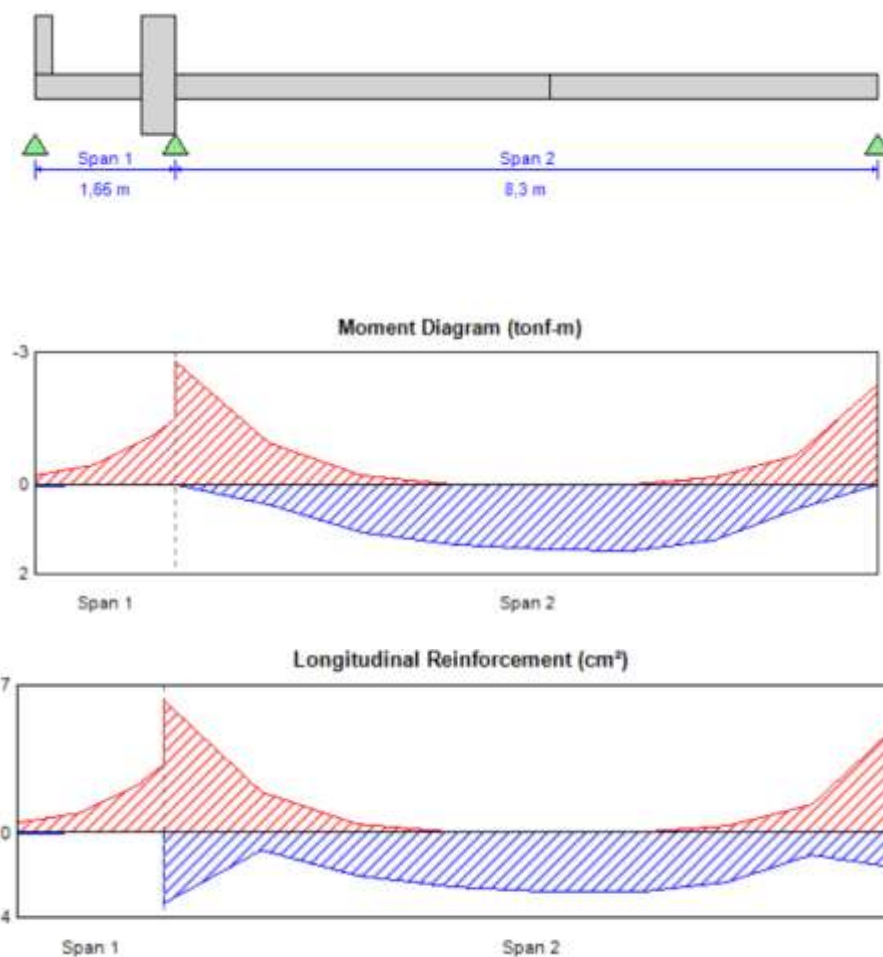 Span 1
Span 2
1,66 m
8,3 m
Moment Diagram (tonf-m)
-3
0
2
Span 1
Span 2
Longitudinal Reinforcement (cm²)
7
0
4
Span 1
Span 2